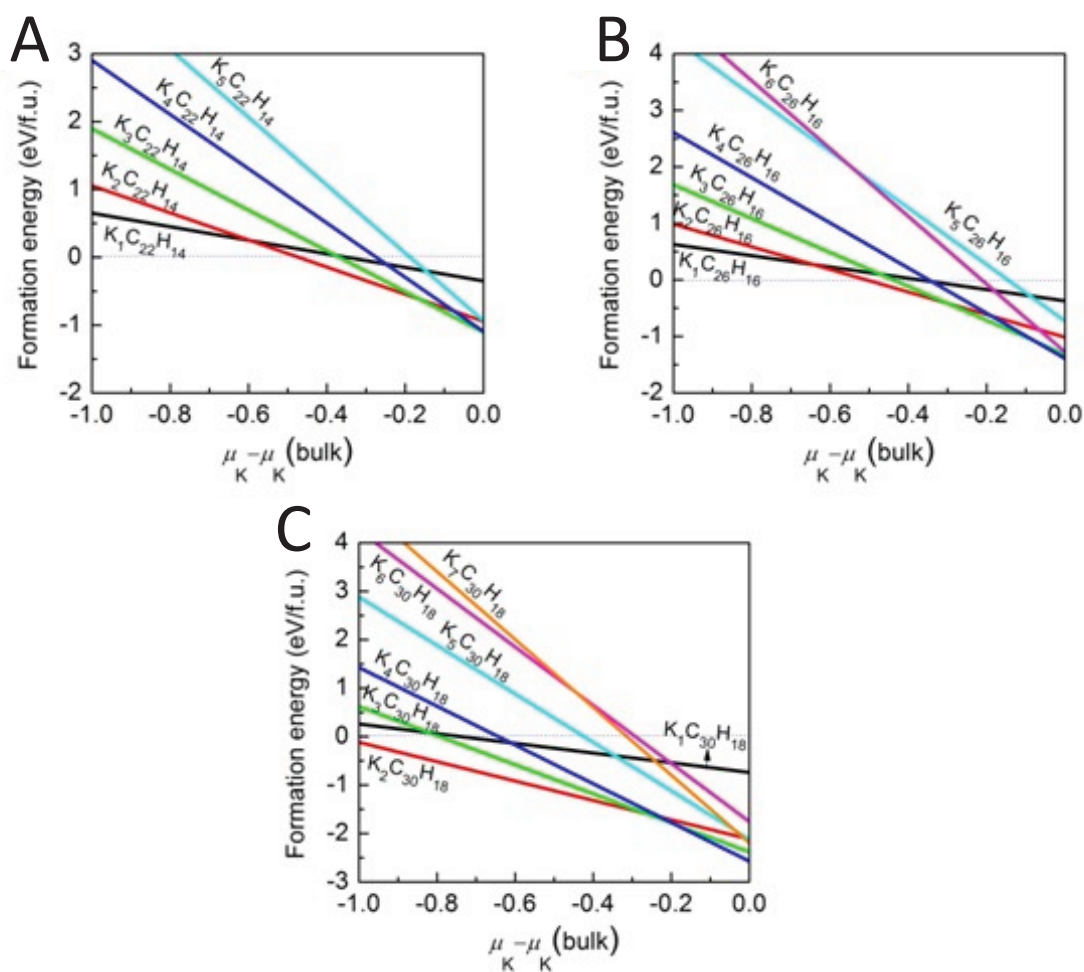 A
Formation energy (eV/f.u.)
3
2
1
0
-1
-2
K5C22H14
K4C22H14
K3C22H14
K2C22H14
K1C22H14
-1.0 -0.8 -0.6 -0.4 -0.2 0.0
μK−μK(bulk)
B
Formation energy (eV/f.u.)
4
3
2
1
0
-1
-2
K6C26H16
K4C26H16
K3C26H16
K2C26H16
K1C26H16
K5C26H16
-1.0 -0.8 -0.6 -0.4 -0.2 0.0
μK−μK(bulk)
C
Formation energy (eV/f.u.)
4
3
2
1
0
-1
-2
-3
K7C30H18
K6C30H18
K5C30H18
K4C30H18
K3C30H18
K1C30H18
K2C30H18
-1.0 -0.8 -0.6 -0.4 -0.2 0.0
μK−μK(bulk)